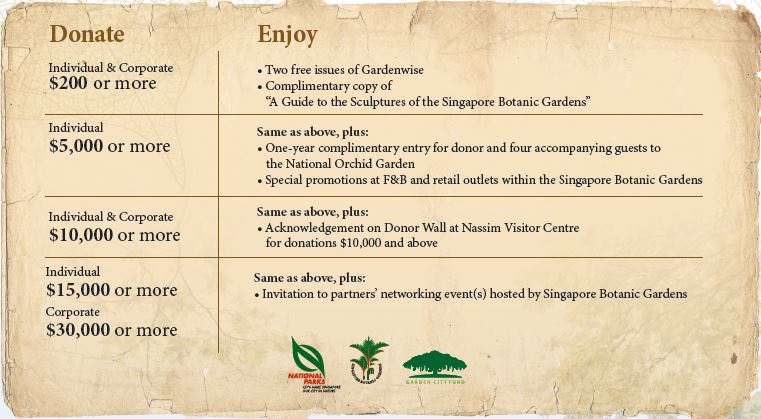 Donate
Enjoy
Individual & Corporate
$200 or more
• Two free issues of Gardenwise
• Complimentary copy of
"A Guide to the Sculptures of the Singapore Botanic Gardens"
Individual
$5,000 or more
Same as above, plus:
• One-year complimentary entry for donor and four accompanying guests to
the National Orchid Garden
• Special promotions at F&B and retail outlets within the Singapore Botanic Gardens
Individual & Corporate
$10,000 or more
Same as above, plus:
• Acknowledgement on Donor Wall at Nassim Visitor Centre
for donations $10,000 and above
Individual
$15,000 or more
Corporate
$30,000 or more
Same as above, plus:
• Invitation to partners' networking event(s) hosted by Singapore Botanic Gardens
NATIONAL
PARKS
LET'S MAKE SINGAPORE
OUR CITY IN NATURE
SINGAPORE BOTANIC GARDENS
GARDEN CITY FUND